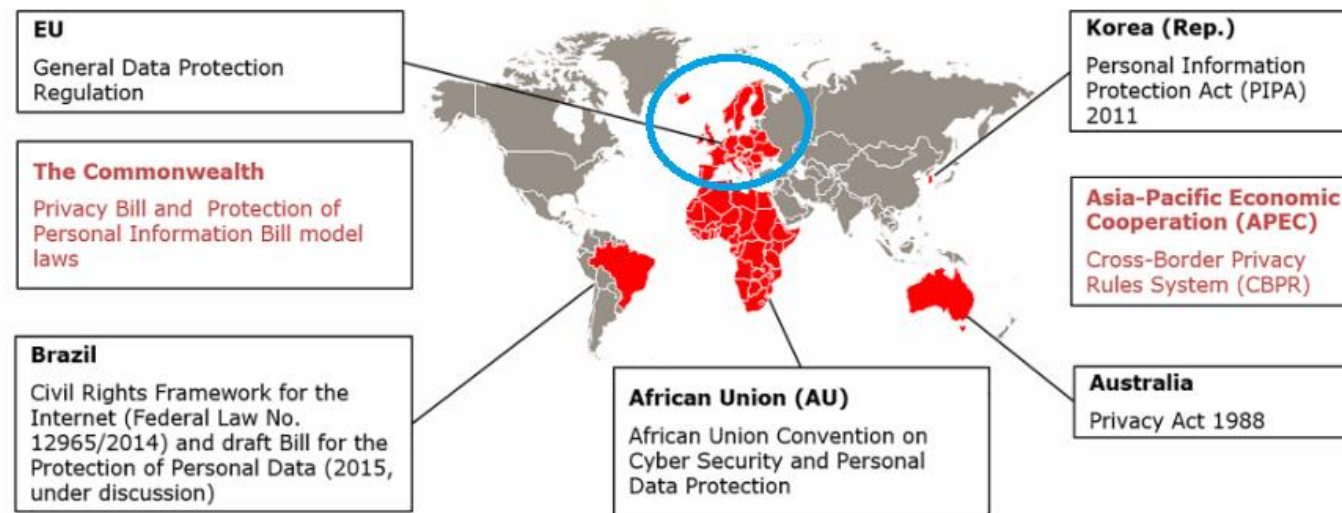 EU
General Data Protection
Regulation
The Commonwealth
Privacy Bill and Protection of
Personal Information Bill model
laws
Brazil
Civil Rights Framework for the
Internet (Federal Law No.
12965/2014) and draft Bill for the
Protection of Personal Data (2015,
under discussion)
African Union (AU)
African Union Convention on
Cyber Security and Personal
Data Protection
Korea (Rep.)
Personal Information
Protection Act (PIPA)
2011
Asia-Pacific Economic
Cooperation (APEC)
Cross-Border Privacy
Rules System (CBPR)
Australia
Privacy Act 1988